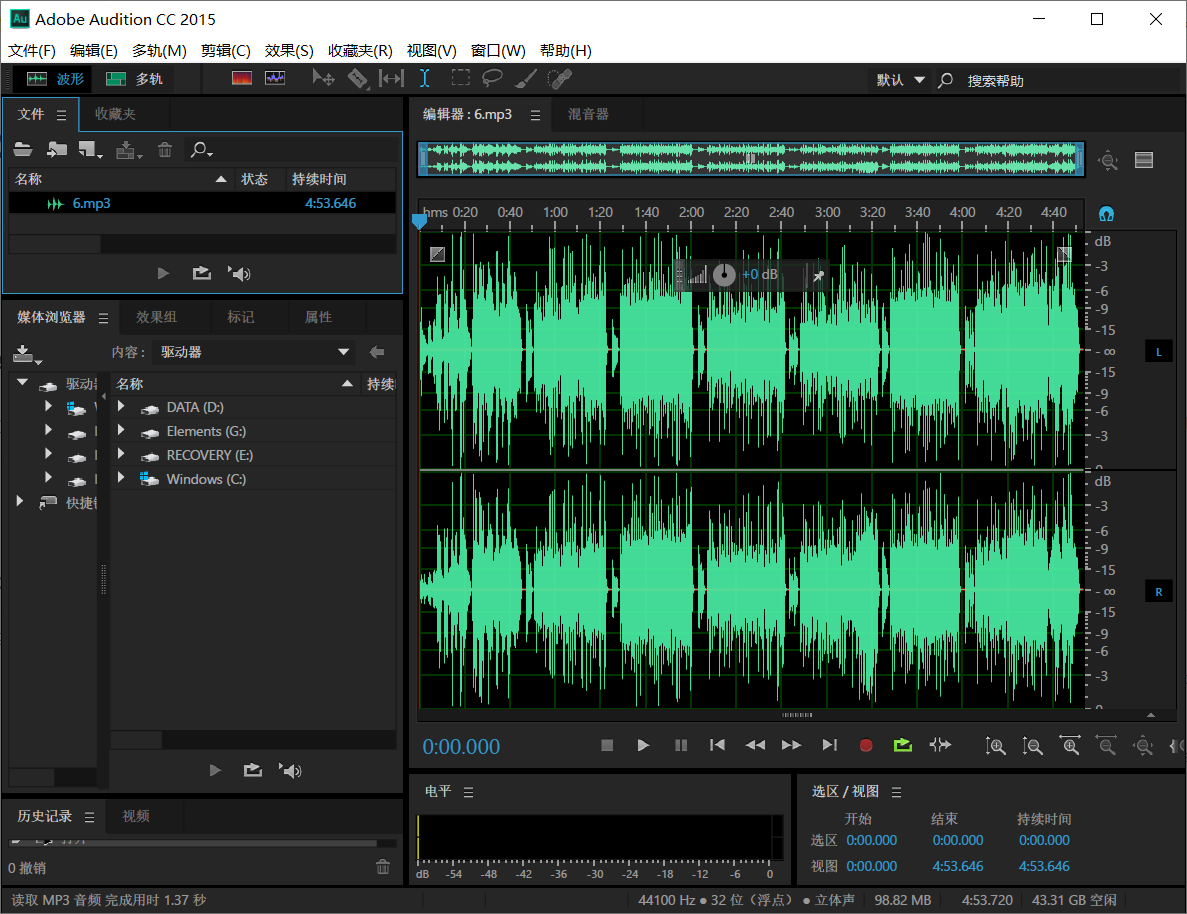 Au Adobe Audition CC 2015
文件(F) 编辑(E) 多轨(M) 剪辑(C) 效果(S) 收藏夹(R) 视图(V) 窗口(W) 帮助(H)
波形 多轨 默认 搜索帮助
文件 收藏夹
名称 状态 持续时间
6.mp3 4:53.646
媒体浏览器 效果组 标记 属性
内容: 驱动器
驱动
名称 持续
DATA (D:)
Elements (G:)
RECOVERY (E:)
Windows (C:)
快捷
历史记录 视频
0 撤销
读取 MP3 音频 完成用时 1.37 秒
编辑器: 6.mp3 混音器
hms 0:20 0:40 1:00 1:20 1:40 2:00 2:20 2:40 3:00 3:20 3:40 4:00 4:20 4:40
+0 dB
dB
-3
-6
-9
-15
-∞
-15
-9
-6
-3
L
dB
-3
-6
-9
-15
-∞
-15
-9
-6
-3
R
0:00.000
电平
dB -54 -48 -42 -36 -30 -24 -18 -12 -6 0
选区 / 视图
开始 结束 持续时间
选区 0:00.000 0:00.000 0:00.000
视图 0:00.000 4:53.646 4:53.646
44100 Hz ● 32 位（浮点） ● 立体声 98.82 MB 4:53.720 43.31 GB 空闲